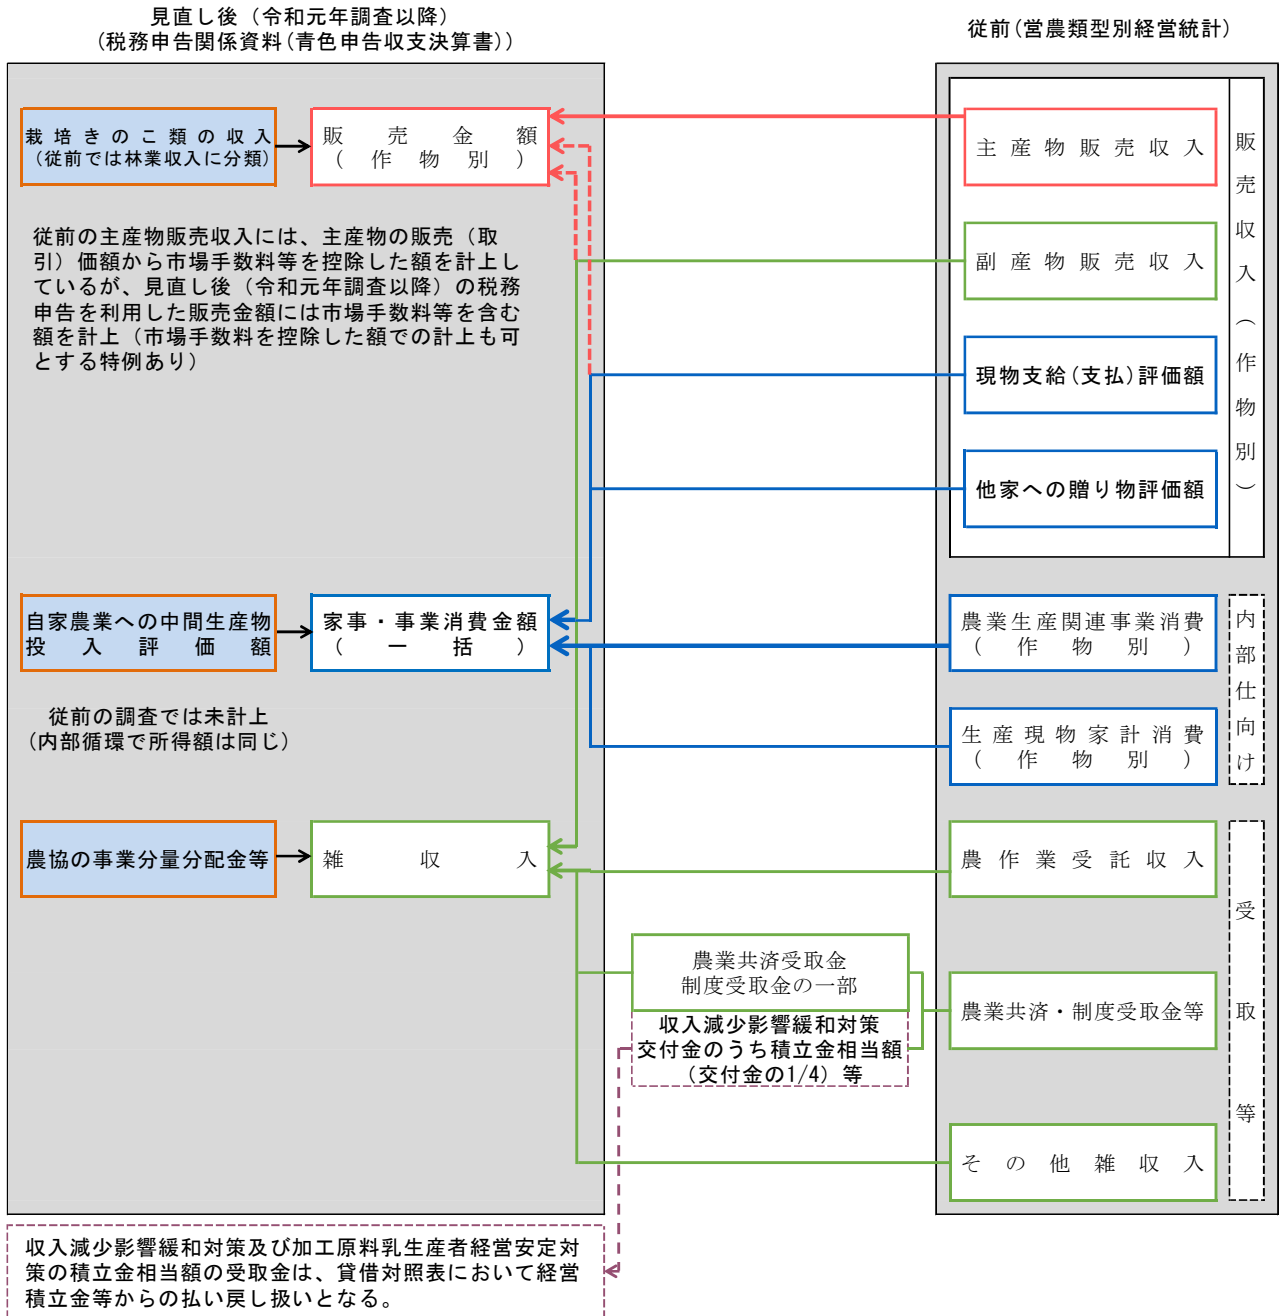 見直し後（令和元年調査以降）
（税務申告関係資料(青色申告収支決算書)）
従前(営農類型別経営統計)
栽培きのこ類の収入
(従前では林業収入に分類)
販売金額
（作物別）
従前の主産物販売収入には、主産物の販売（取
引）価額から市場手数料等を控除した額を計上し
ているが、見直し後（令和元年調査以降）の税務
申告を利用した販売金額には市場手数料等を含む
額を計上（市場手数料を控除した額での計上も可
とする特例あり）
自家農業への中間生産物
投入評価額
家事・事業消費金額
（一括）
従前の調査では未計上
(内部循環で所得額は同じ)
農協の事業分量分配金等
雑収入
農業共済受取金
制度受取金の一部
収入減少影響緩和対策
交付金のうち積立金相当額
（交付金の1/4）等
主産物販売収入
副産物販売収入
現物支給(支払)評価額
他家への贈り物評価額
販売収入（作物別）
農業生産関連事業消費
（作物別）
生産現物家計消費
（作物別）
内部仕向け
農作業受託収入
農業共済・制度受取金等
その他雑収入
受取等
収入減少影響緩和対策及び加工原料乳生産者経営安定対
策の積立金相当額の受取金は、貸借対照表において経営
積立金等からの払い戻し扱いとなる。